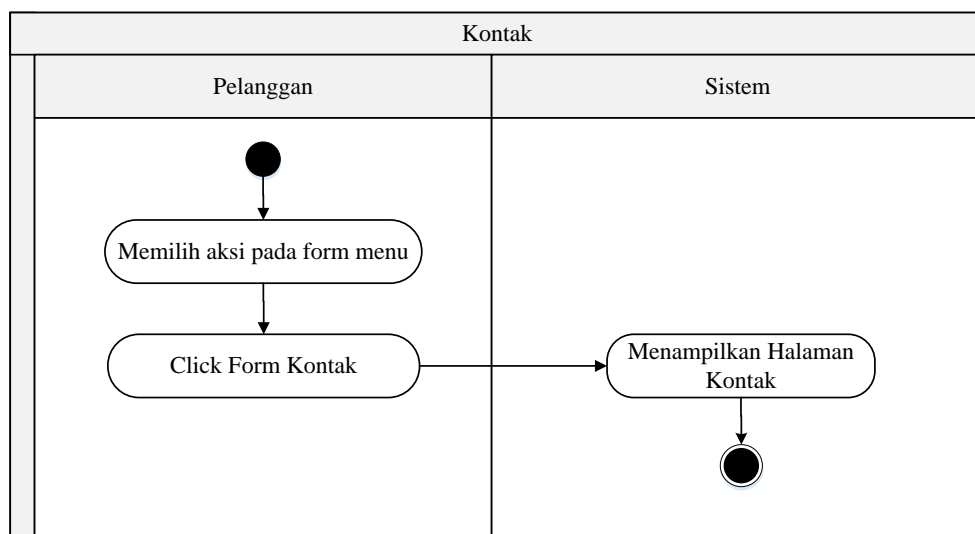 Kontak
Pelanggan
Sistem
Memilih aksi pada form menu
Click Form Kontak
Menampilkan Halaman
Kontak